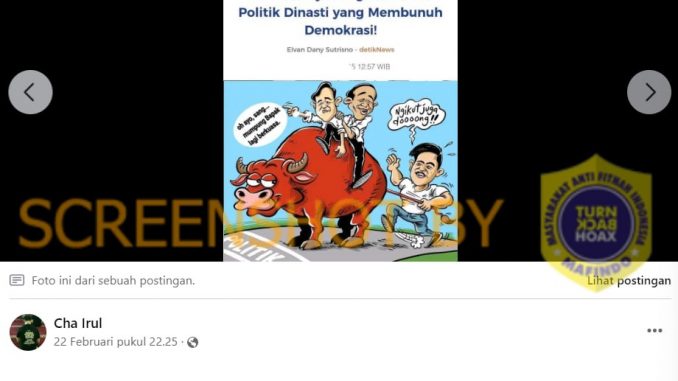 Politik Dinasti yang Membunuh
Demokrasi!
Elvan Dany Sutrisno - detikNews
'5 12:57 WIB
oh ayo, sang...
mumpung Bapak
lagi berkuasa.
Ngikut juga
dooong!!
SCREENSHOT BY
MASYARAKAT ANTI FITNAH INDONESIA
TURN
BACK
HOAX
MAFINDO
POLITIK
Foto ini dari sebuah postingan.
Lihat postingan
Cha Irul
22 Februari pukul 22.25 ·